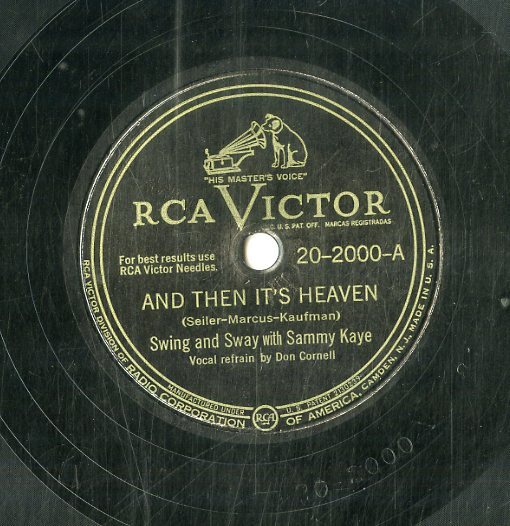 "HIS MASTER'S VOICE"
RCA VICTOR
U.S. PAT. OFF. MARCAS REGISTRADAS
For best results use
RCA Victor Needles.
20-2000-A
AND THEN IT'S HEAVEN
(Seiler-Marcus-Kaufman)
Swing and Sway with Sammy Kaye
Vocal refrain by Don Cornell
MANUFACTURED UNDER RCA U.S. PATENT
RCA VICTOR DIVISION OF RADIO CORPORATION OF AMERICA, CAMDEN, N.J. MADE IN U.S.A.
20-2000